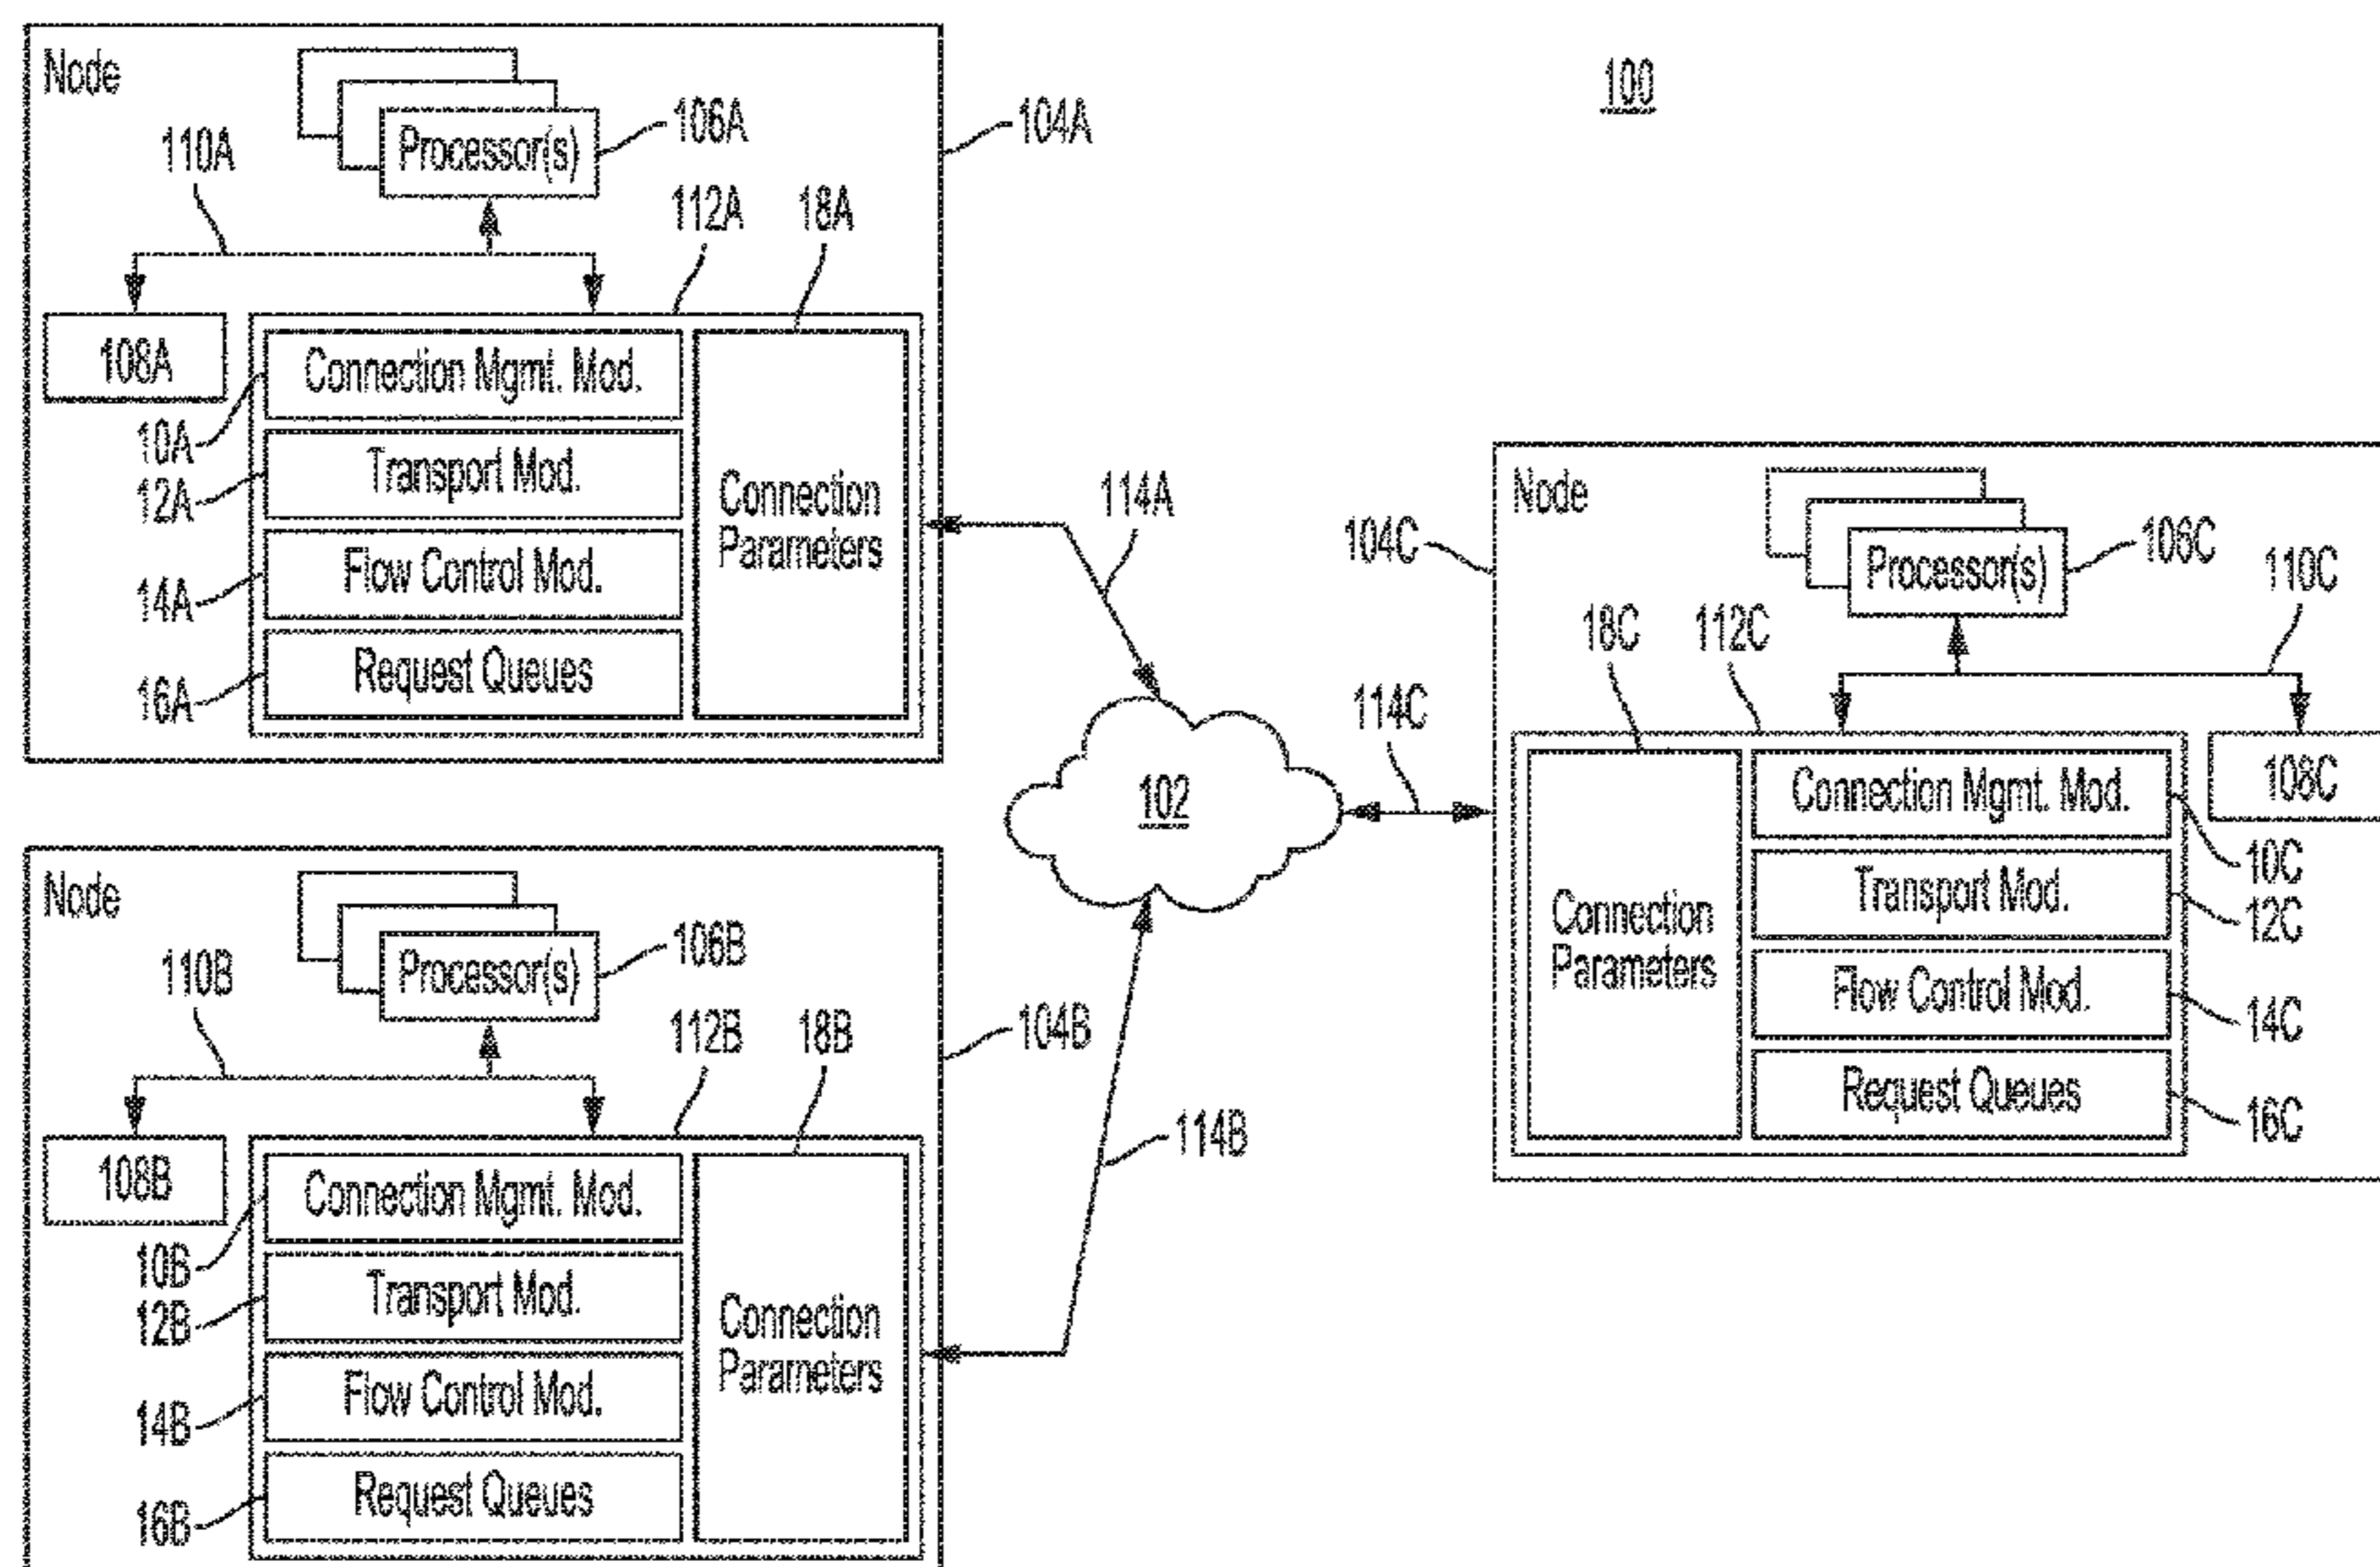 100
Node
Processor(s)
106A
104A
110A
112A
18A
108A
Connection Mgmt. Mod.
10A
Transport Mod.
12A
Flow Control Mod.
14A
Request Queues
16A
Connection
Parameters
114A
102
114C
114B
Node
Processor(s)
106B
104B
110B
112B
18B
108B
Connection Mgmt. Mod.
10B
Transport Mod.
12B
Flow Control Mod.
14B
Request Queues
16B
Connection
Parameters
Node
104C
Processor(s)
106C
110C
18C
112C
Connection
Parameters
Connection Mgmt. Mod.
108C
10C
Transport Mod.
12C
Flow Control Mod.
14C
Request Queues
16C